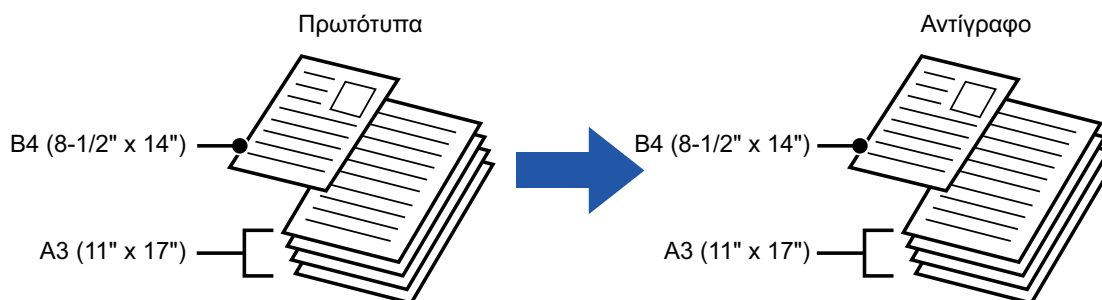 Πρωτότυπα
Αντίγραφο
B4 (8-1/2" x 14")
B4 (8-1/2" x 14")
A3 (11" x 17")
A3 (11" x 17")